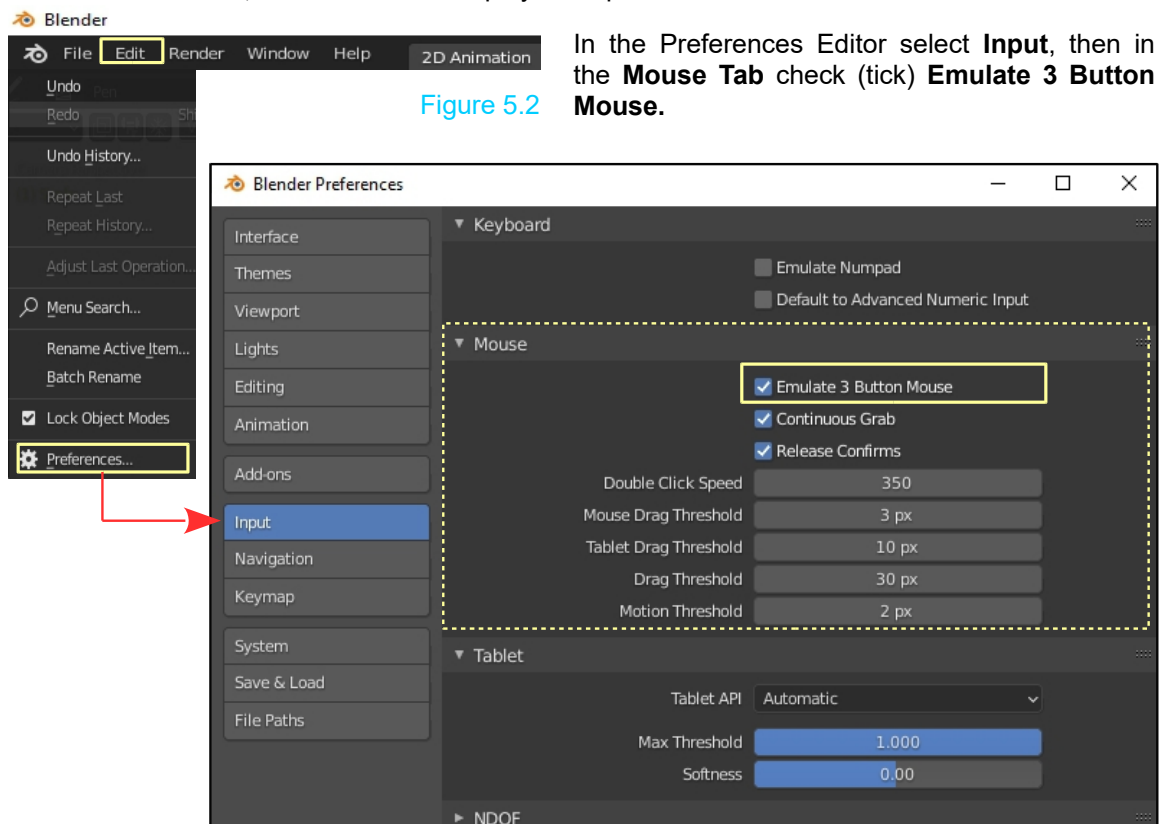 Blender
File Edit Render Window Help 2D Animation
In the Preferences Editor select Input, then in
the Mouse Tab check (tick) Emulate 3 Button
Mouse.
Figure 5.2
Undo
Pen
Redo
Undo History...
Repeat Last
Repeat History...
Adjust Last Operation...
Menu Search...
Rename Active Item...
Batch Rename
Lock Object Modes
Preferences...
Blender Preferences
Interface
Themes
Viewport
Lights
Editing
Animation
Add-ons
Input
Navigation
Keymap
System
Save & Load
File Paths
Keyboard
Emulate Numpad
Default to Advanced Numeric Input
Mouse
Emulate 3 Button Mouse
Continuous Grab
Release Confirms
Double Click Speed 350
Mouse Drag Threshold 3 px
Tablet Drag Threshold 10 px
Drag Threshold 30 px
Motion Threshold 2 px
Tablet
Tablet API Automatic
Max Threshold 1.000
Softness 0.00
NDOF